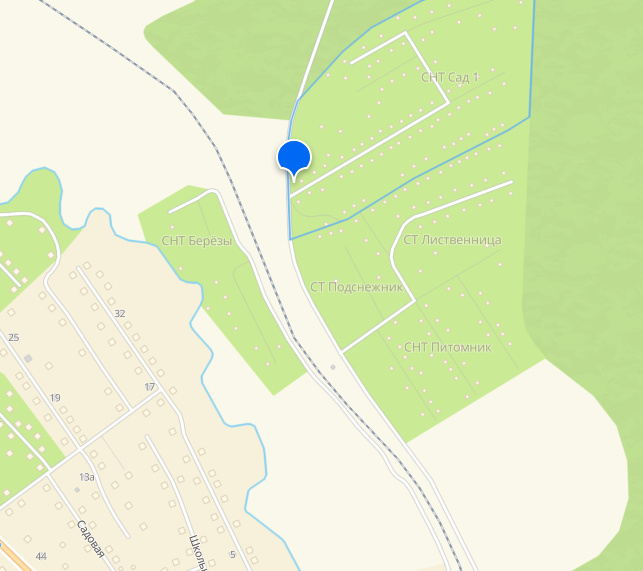 СНТ Сад 1
СНТ Берёзы
СТ Лиственница
СТ Подснежник
32
25
СНТ Питомник
17
19
13а
Садовая
Школь
44
5